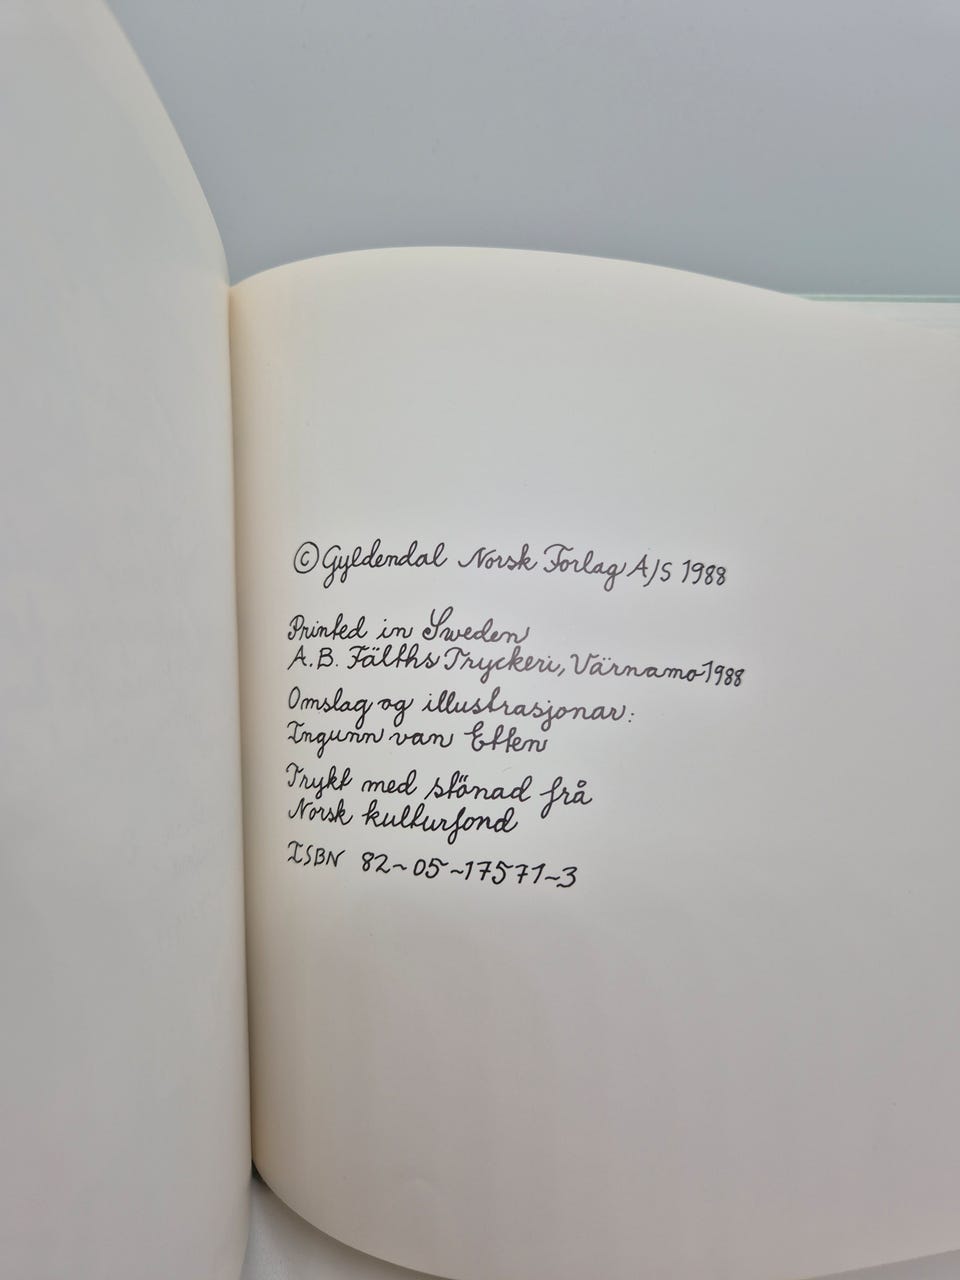 © Gyldendal Norsk Forlag A/S 1988
Printed in Sweden
A.B. Fälths Tryckeri, Värnamo 1988
Omslag og illustrasjonar:
Ingunn van Etten
Trykt med stönad frå
Norsk kulturfond
ISBN 82-05-17571-3